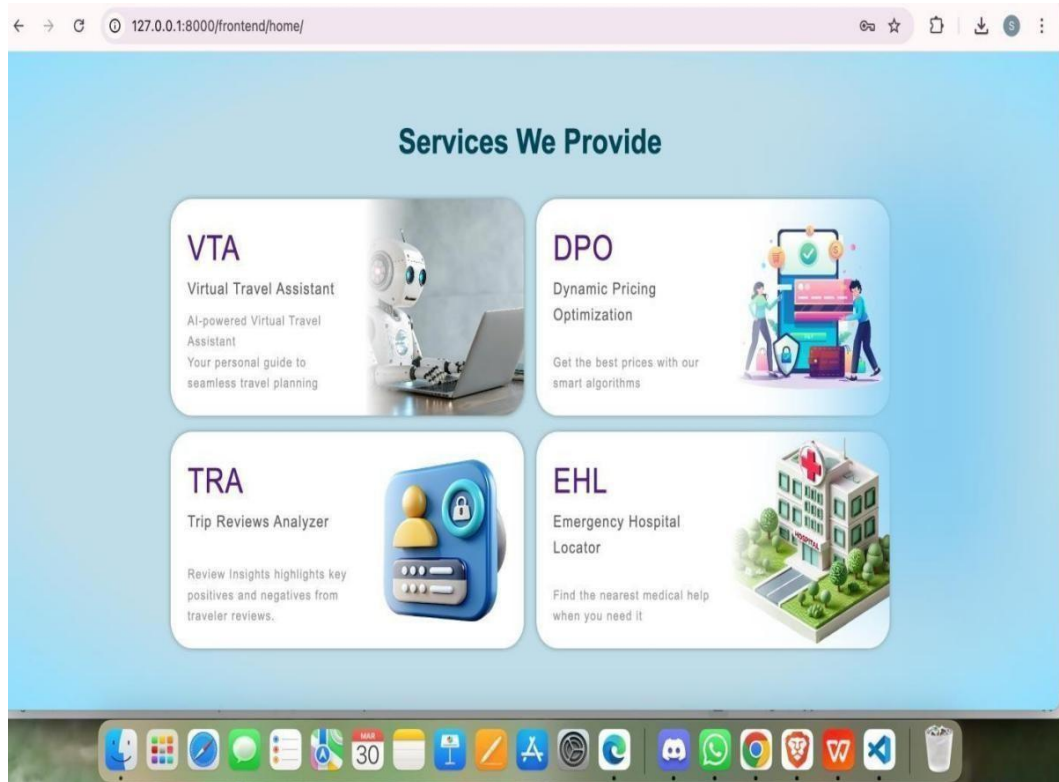 127.0.0.1:8000/frontend/home/
S
Services We Provide
VTA
Virtual Travel Assistant
AI-powered Virtual Travel
Assistant
Your personal guide to
seamless travel planning
DPO
Dynamic Pricing
Optimization
Get the best prices with our
smart algorithms
TRA
Trip Reviews Analyzer
Review Insights highlights key
positives and negatives from
traveler reviews.
EHL
Emergency Hospital
Locator
Find the nearest medical help
when you need it
HOSPITAL
MAR
30